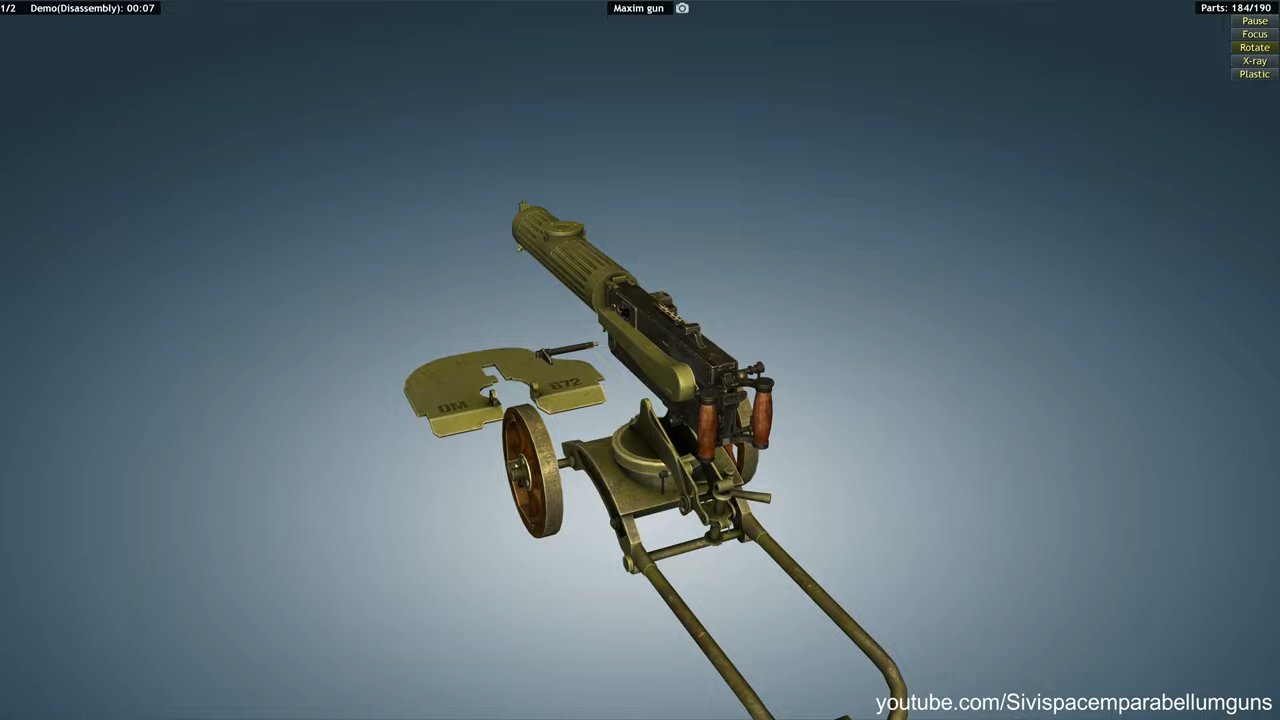 1/2 Demo(Disassembly): 00:07
Maxim gun
Parts: 184/190
Pause
Focus
Rotate
X-ray
Plastic
672
youtube.com/Sivispacemparabellumguns